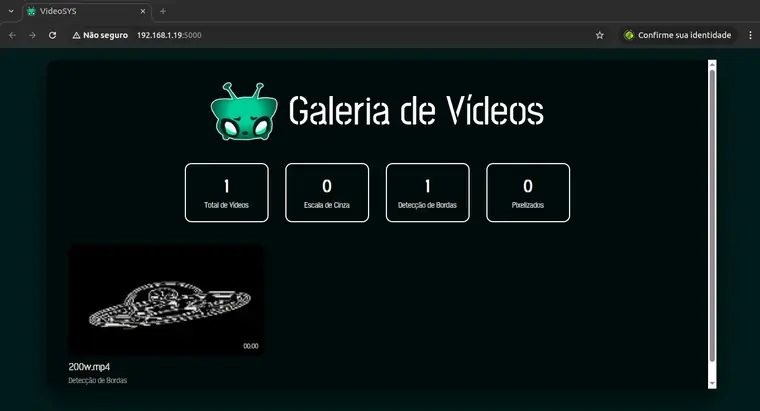 VideoSYS
Não seguro 192.168.1.19:5000 Confirme sua identidade
Galeria de Vídeos
1 0 1 0
Total de Vídeos Escala de Cinza Detecção de Bordas Pixelizados
00:00
200w.mp4
Detecção de Bordas